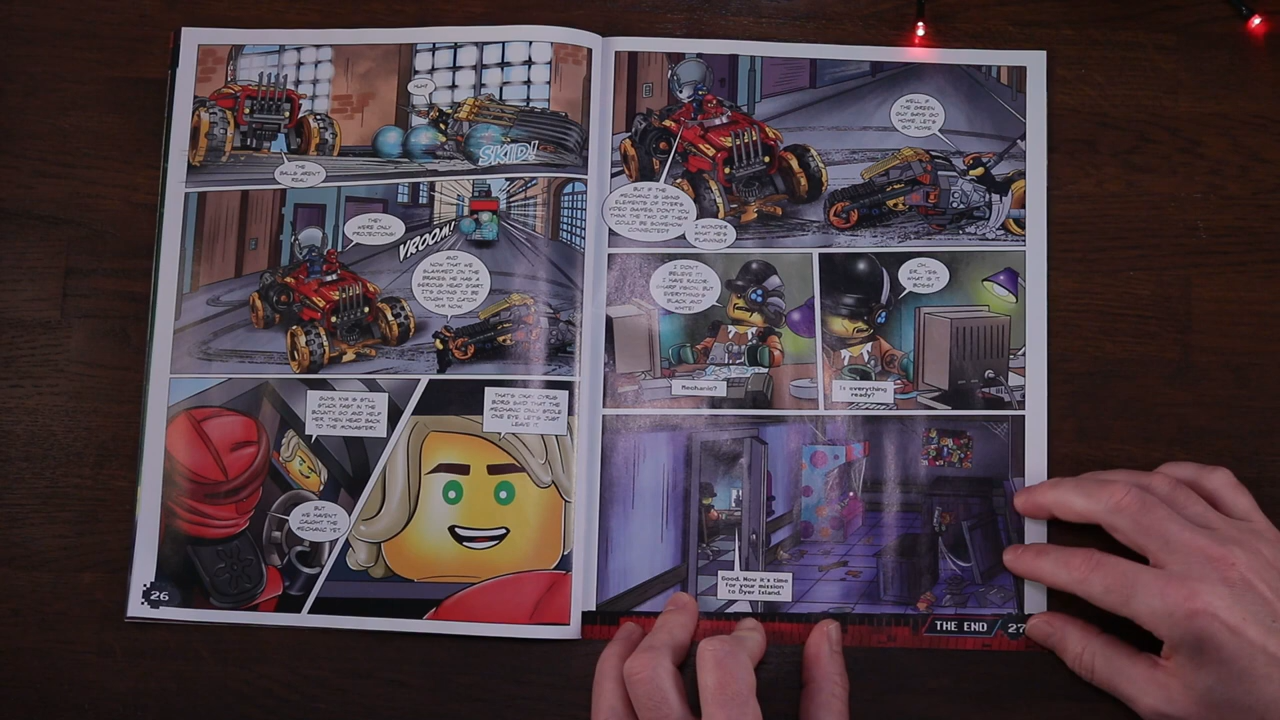 HUH?
SKID!
THE
BALLS AREN'T
REAL!
THEY
WERE ONLY
PROJECTIONS!
VROOM!
AND
NOW THAT WE
SLAMMED ON THE
BRAKES, HE HAS A
SERIOUS HEAD START.
IT'S GOING TO BE
TOUGH TO CATCH
HIM NOW.
GUYS, NYA IS STILL
STUCK FAST IN THE
BOUNTY. GO AND HELP
HER, THEN HEAD BACK
TO THE MONASTERY.
BUT
WE HAVEN'T
CAUGHT THE
MECHANIC YET.
THAT'S OKAY. CYRUS
BORG SAID THAT THE
MECHANIC ONLY STOLE
ONE EYE. LET'S JUST
LEAVE IT.
26
WELL, IF
THE GREEN
GUY SAYS GO
HOME, LET'S
GO HOME.
BUT IF THE
MECHANIC IS USING
ELEMENTS OF DYER'S
VIDEO GAMES, DON'T YOU
THINK THE TWO OF THEM
COULD BE SOMEHOW
CONNECTED?
I WONDER
WHAT HE'S
PLANNING!
I DON'T
BELIEVE IT!
I HAVE RAZOR-
SHARP VISION, BUT
EVERYTHING'S
BLACK AND
WHITE!
Mechanic?
OH...
ER... YES,
WHAT IS IT,
BOSS?
Is everything
ready?
Good. Now it's time
for your mission
to Dyer Island.
THE END
27